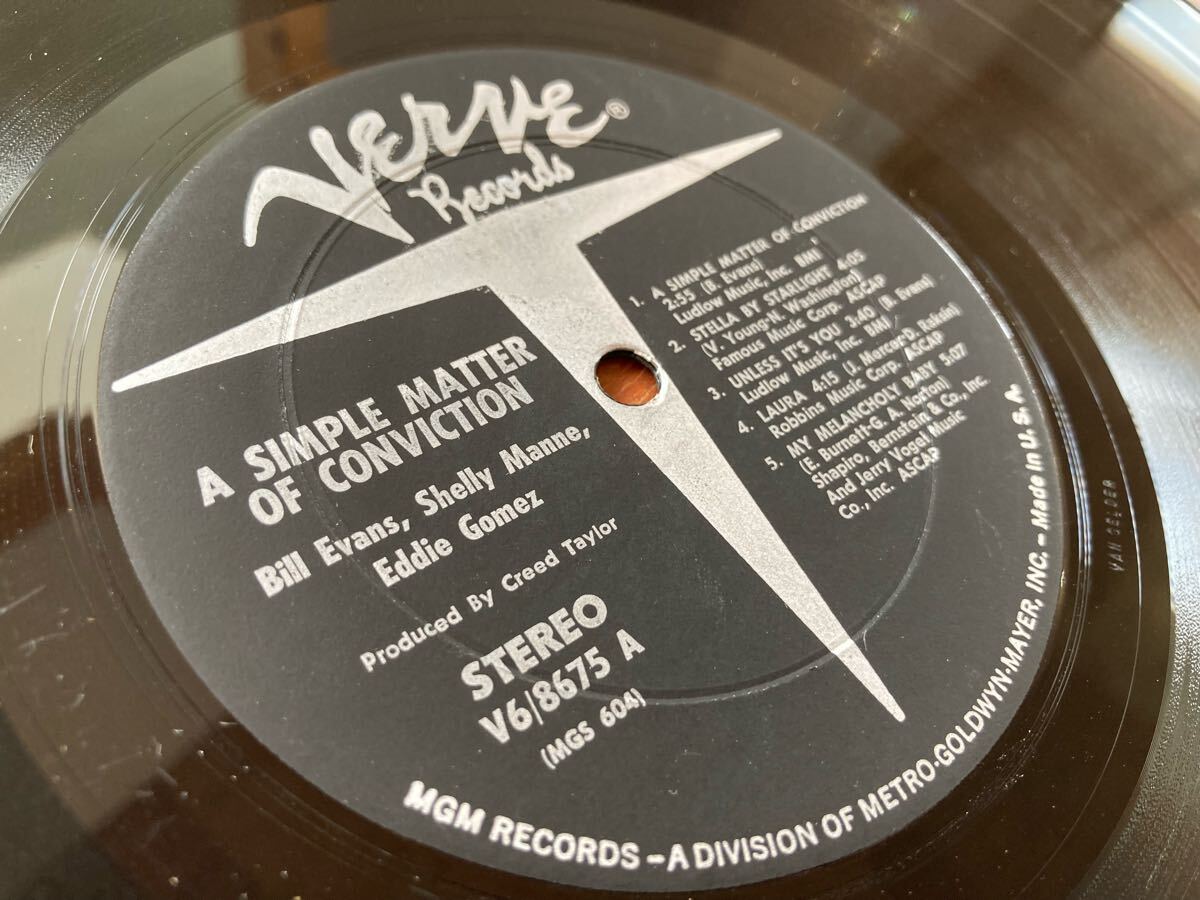 VERVE®
Records
A SIMPLE MATTER
OF CONVICTION
Bill Evans, Shelly Manne,
Eddie Gomez
Produced By Creed Taylor
STEREO
V6/8675 A
(MGS 604)
1. A SIMPLE MATTER OF CONVICTION
2:55 (B. Evans)
Ludlow Music, Inc. BMI
2. STELLA BY STARLIGHT 4:05
(V. Young-N. Washington)
Famous Music Corp. ASCAP
3. UNLESS IT'S YOU 3:40 (B. Evans)
Ludlow Music, Inc. BMI
4. LAURA 4:15 (J. Mercer-D. Raksin)
Robbins Music Corp. ASCAP
5. MY MELANCHOLY BABY 5:07
(E. Burnett-G. A. Norton)
Shapiro, Bernstein & Co., Inc.
And Jerry Vogel Music
Co., Inc. ASCAP
MGM RECORDS – A DIVISION OF METRO-GOLDWYN-MAYER, INC. – Made in U.S.A.
VAN GELDER